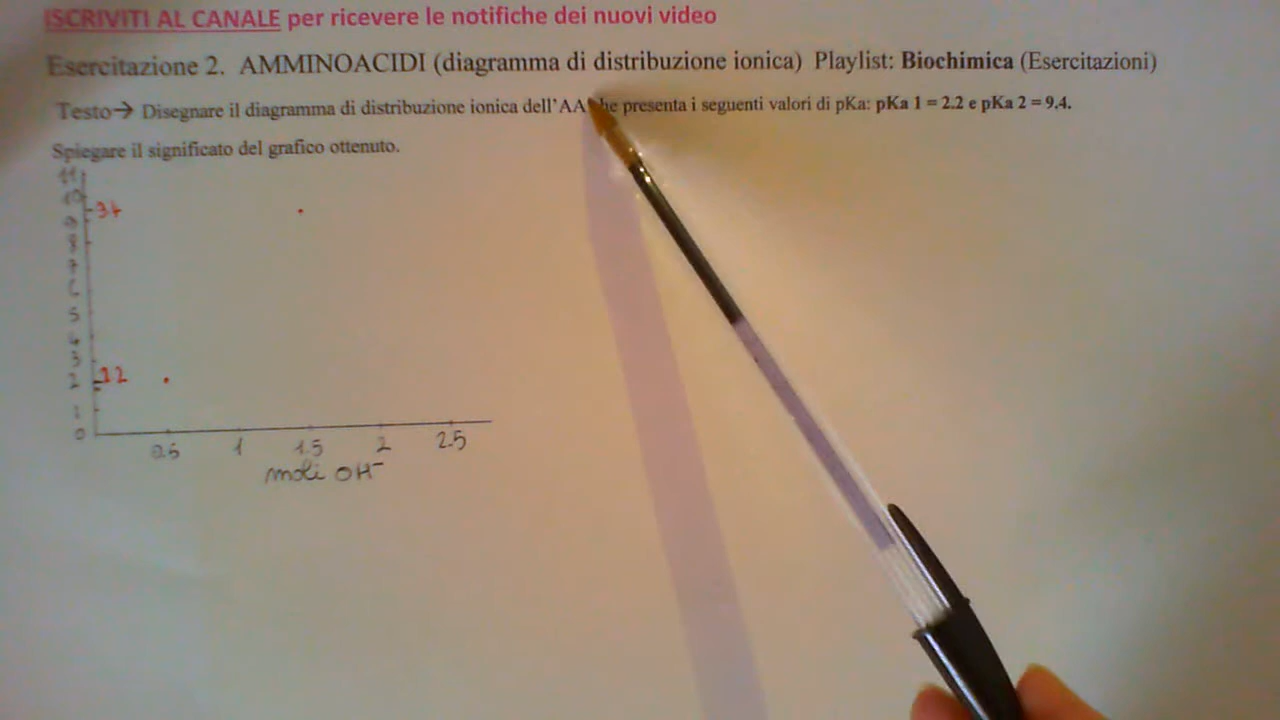 ISCRIVITI AL CANALE per ricevere le notifiche dei nuovi video
Esercitazione 2. AMMINOACIDI (diagramma di distribuzione ionica) Playlist: Biochimica (Esercitazioni)
Testo→ Disegnare il diagramma di distribuzione ionica dell'AA he presenta i seguenti valori di pKa: pKa 1 = 2.2 e pKa 2 = 9.4.
Spiegare il significato del grafico ottenuto.
11
10
9
8
7
6
5
4
3
2
1
0
0.5 1 1.5 2 2.5
moli OH⁻